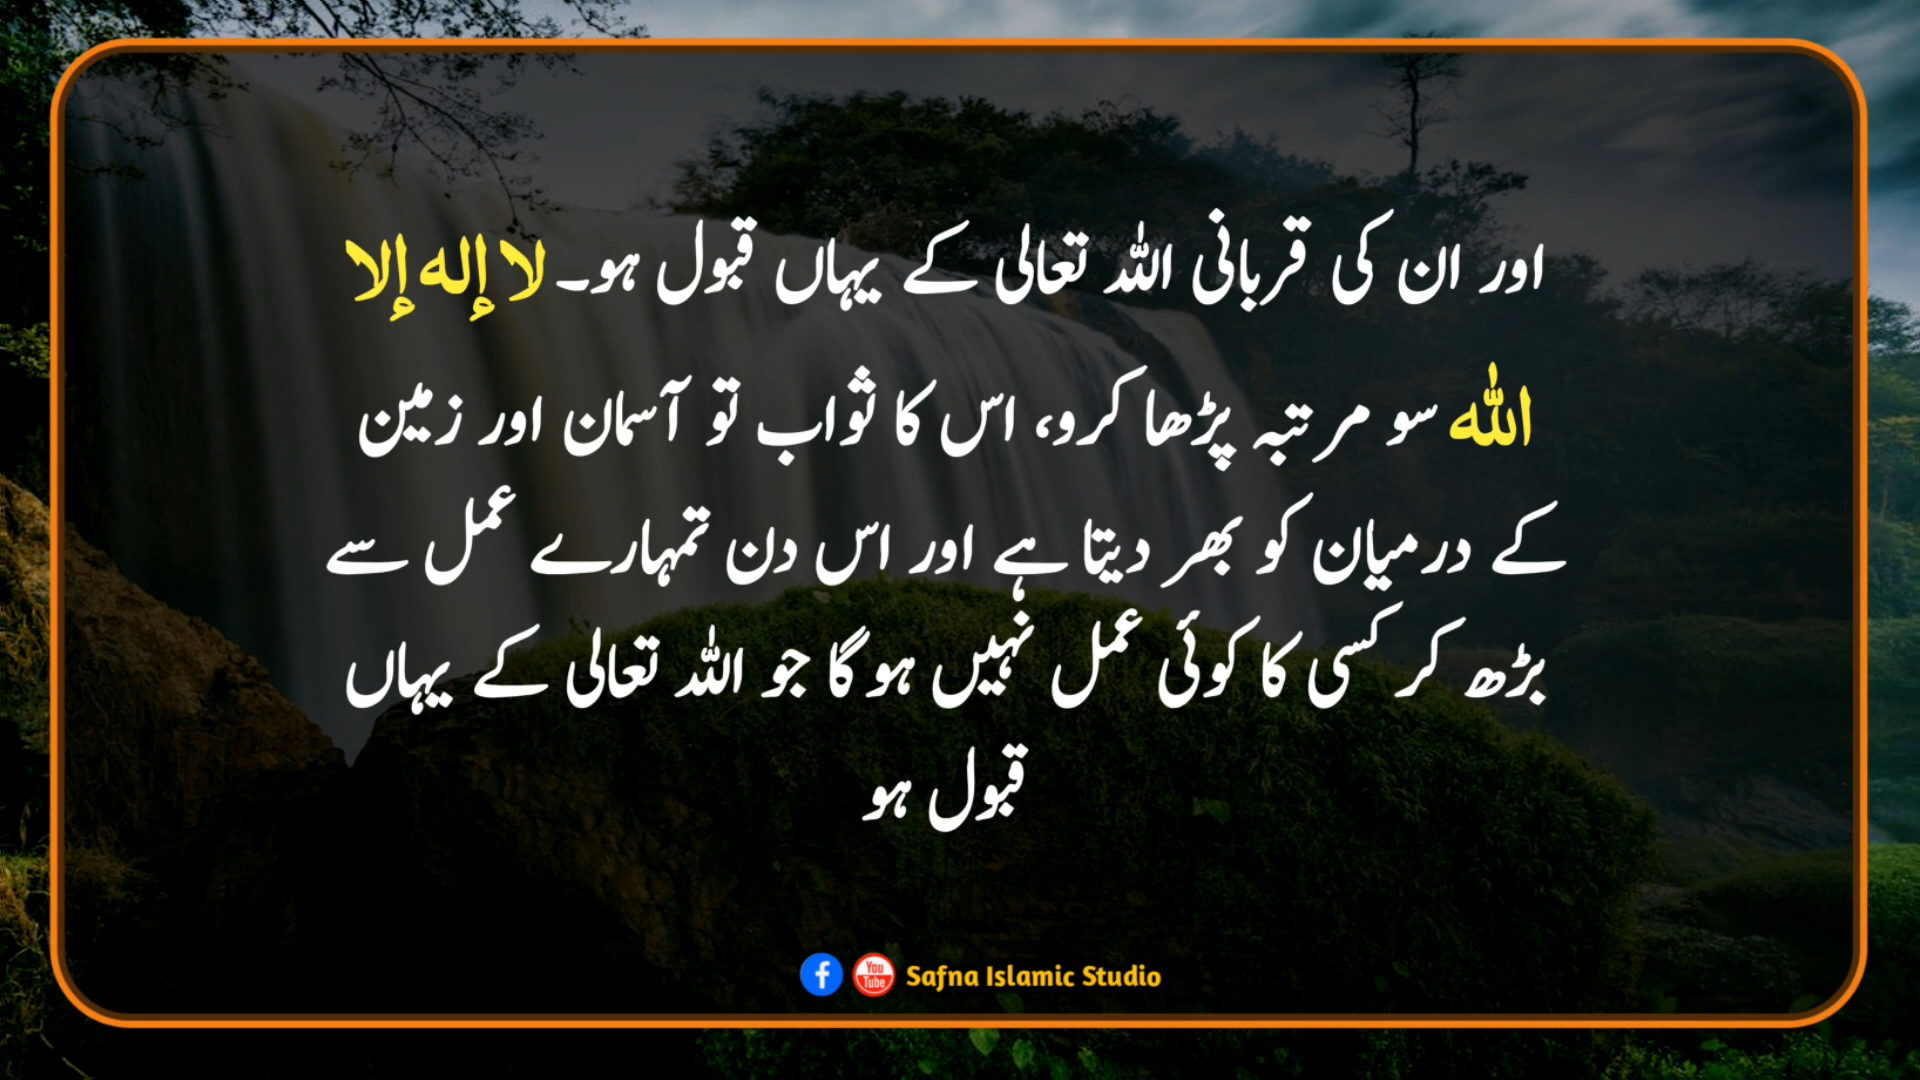 اور ان کی قربانی اللہ تعالی کے یہاں قبول ہو۔ لا إله إلا
الله سو مرتبہ پڑھا کرو، اس کا ثواب تو آسمان اور زمین
کے درمیان کو بھر دیتا ہے اور اس دن تمہارے عمل سے
بڑھ کر کسی کا کوئی عمل نہیں ہوگا جو اللہ تعالی کے یہاں
قبول ہو
You Tube Safna Islamic Studio